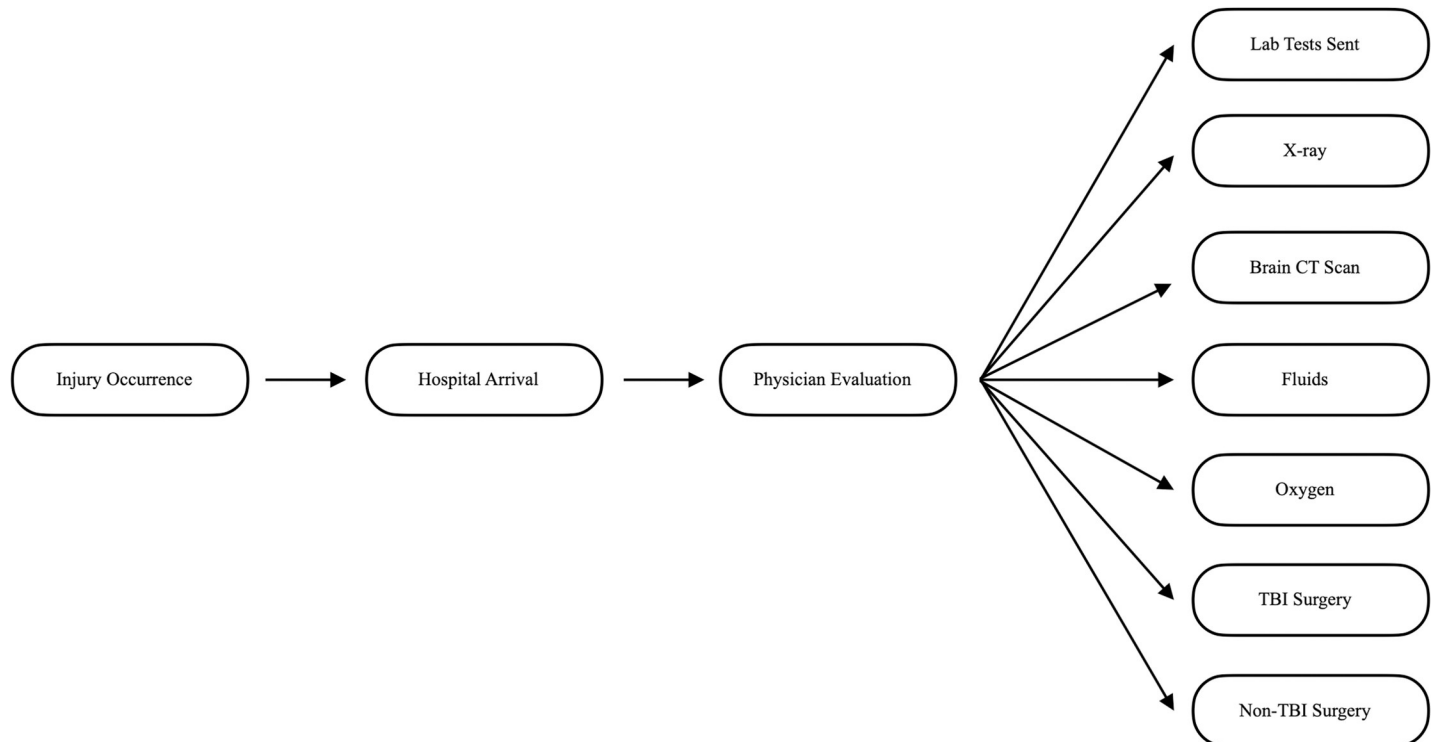 Lab Tests Sent
X-ray
Brain CT Scan
Injury Occurrence
Hospital Arrival
Physician Evaluation
Fluids
Oxygen
TBI Surgery
Non-TBI Surgery